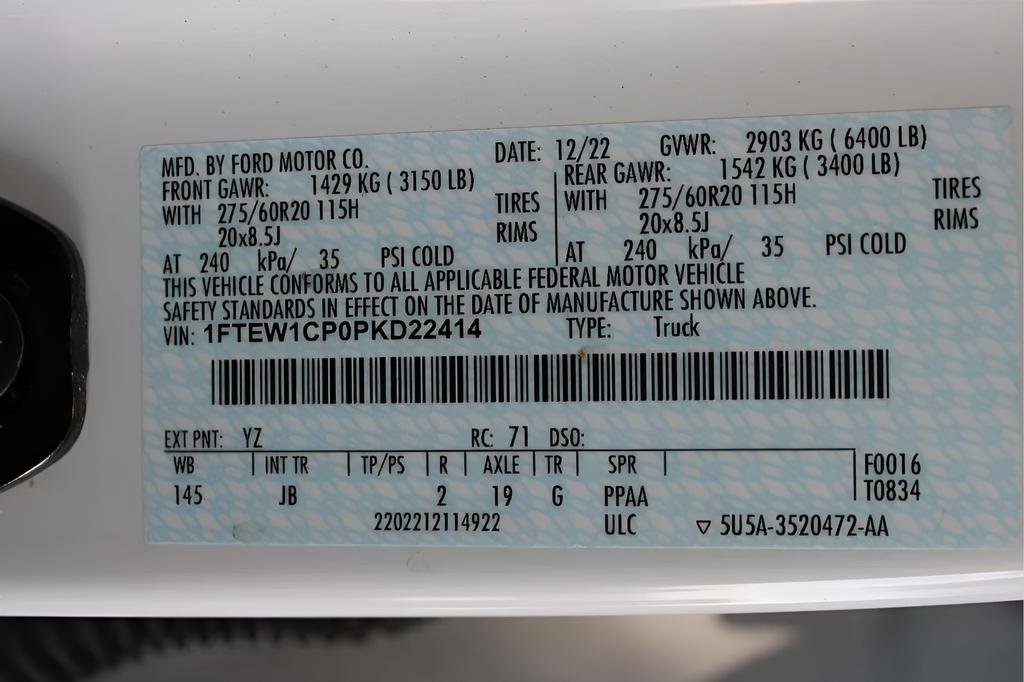 MFD. BY FORD MOTOR CO. DATE: 12/22 GVWR: 2903 KG ( 6400 LB)
FRONT GAWR: 1429 KG ( 3150 LB) REAR GAWR: 1542 KG ( 3400 LB)
WITH 275/60R20 115H TIRES WITH 275/60R20 115H TIRES
20x8.5J RIMS 20x8.5J RIMS
AT 240 kPa/ 35 PSI COLD AT 240 kPa/ 35 PSI COLD
THIS VEHICLE CONFORMS TO ALL APPLICABLE FEDERAL MOTOR VEHICLE
SAFETY STANDARDS IN EFFECT ON THE DATE OF MANUFACTURE SHOWN ABOVE.
VIN: 1FTEW1CP0PKD22414 TYPE: Truck
EXT PNT: YZ RC: 71 DSO:
WB INT TR TP/PS R AXLE TR SPR F0016
145 JB 2 19 G PPAA T0834
2202212114922 ULC ▽ 5U5A-3520472-AA